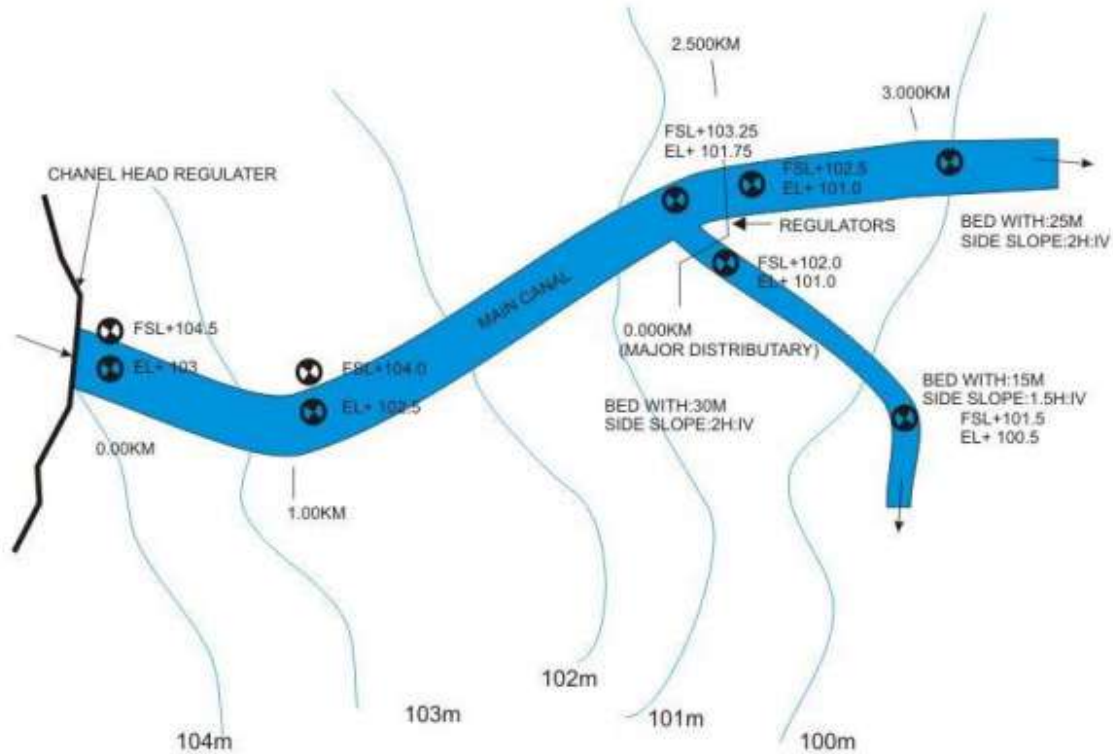 2.500KM
3.000KM
FSL+103.25
EL+ 101.75
CHANEL HEAD REGULATER
FSL+102.5
EL+ 101.0
REGULATORS
BED WITH:25M
SIDE SLOPE:2H:IV
MAIN CANAL
FSL+102.0
EL+ 101.0
FSL+104.5
EL+ 103
0.000KM
(MAJOR DISTRIBUTARY)
FSL+104.0
EL+ 102.5
BED WITH:30M
SIDE SLOPE:2H:IV
BED WITH:15M
SIDE SLOPE:1.5H:IV
FSL+101.5
EL+ 100.5
0.00KM
1.00KM
102m
103m
101m
104m
100m